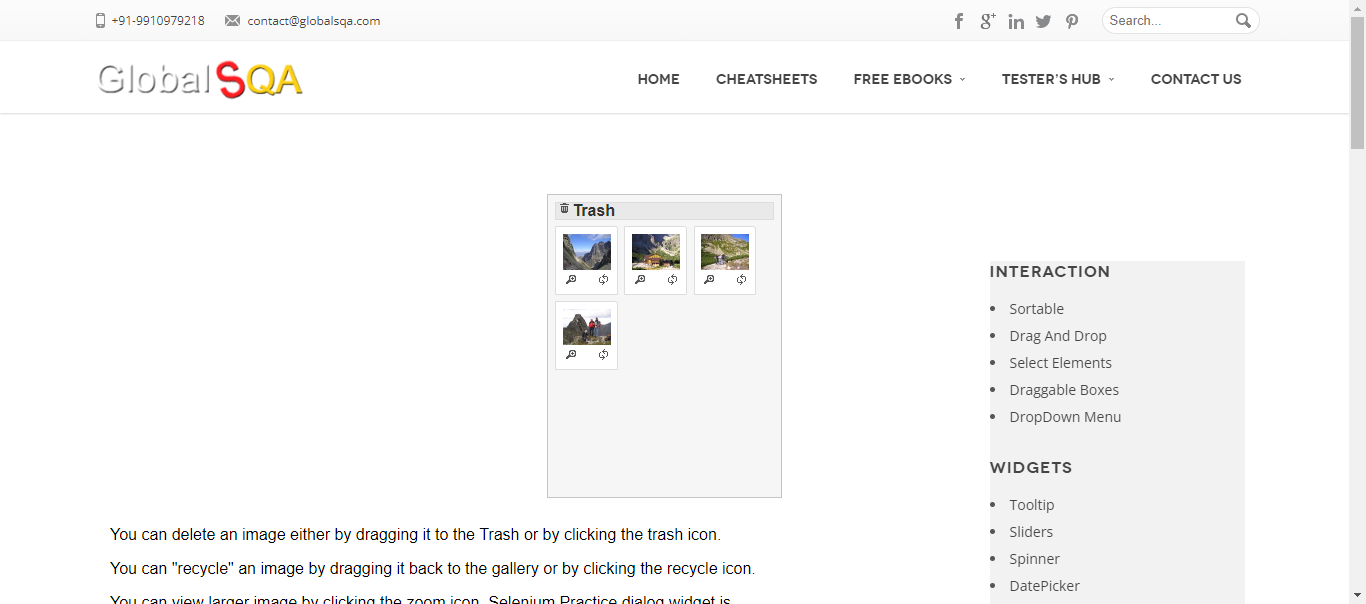 +91-9910979218 contact@globalsqa.com Search...
GlobalSQA HOME CHEATSHEETS FREE EBOOKS TESTER'S HUB CONTACT US
Trash
You can delete an image either by dragging it to the Trash or by clicking the trash icon.
You can "recycle" an image by dragging it back to the gallery or by clicking the recycle icon.
You can view larger image by clicking the zoom icon. Selenium Practice dialog widget is
INTERACTION
Sortable
Drag And Drop
Select Elements
Draggable Boxes
DropDown Menu
WIDGETS
Tooltip
Sliders
Spinner
DatePicker